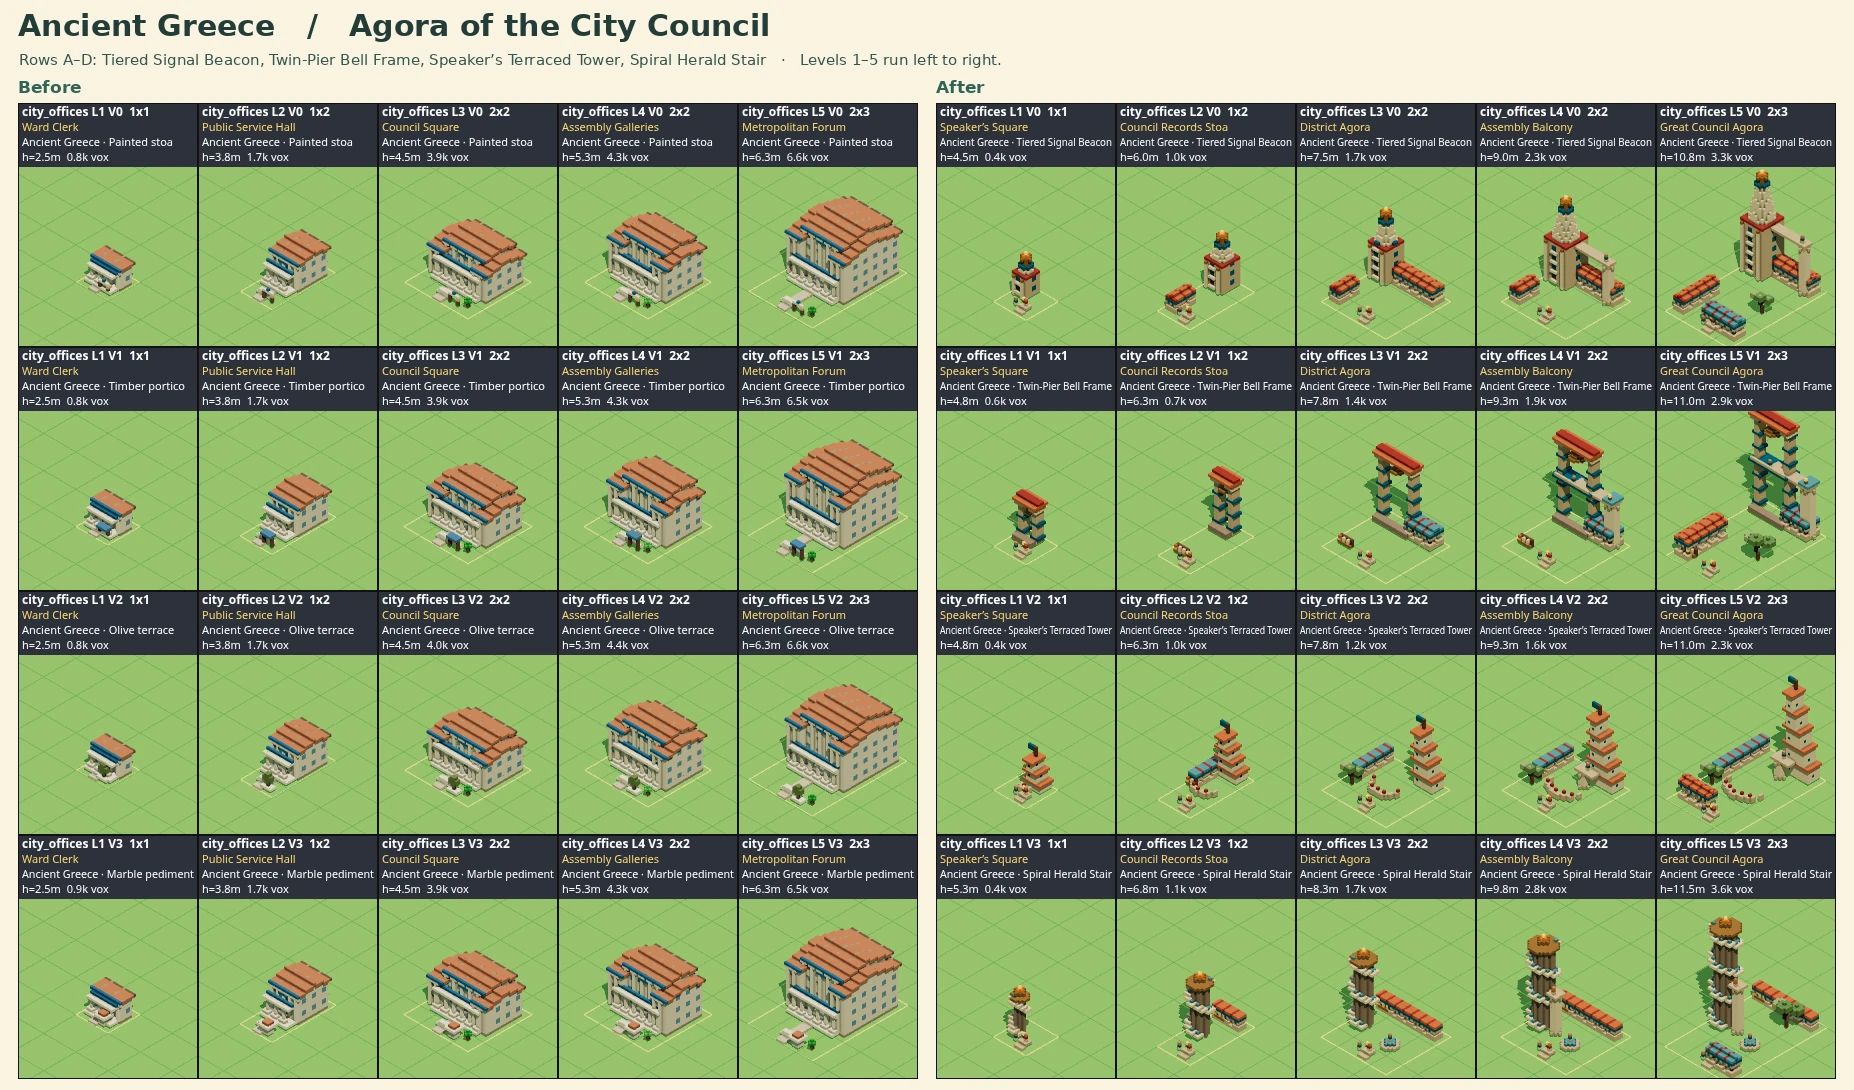 Ancient Greece / Agora of the City Council
Rows A–D: Tiered Signal Beacon, Twin-Pier Bell Frame, Speaker’s Terraced Tower, Spiral Herald Stair · Levels 1–5 run left to right.
Before
city_offices L1 V0 1x1
Ward Clerk
Ancient Greece · Painted stoa
h=2.5m 0.8k vox
city_offices L2 V0 1x2
Public Service Hall
Ancient Greece · Painted stoa
h=3.8m 1.7k vox
city_offices L3 V0 2x2
Council Square
Ancient Greece · Painted stoa
h=4.5m 3.9k vox
city_offices L4 V0 2x2
Assembly Galleries
Ancient Greece · Painted stoa
h=5.3m 4.3k vox
city_offices L5 V0 2x3
Metropolitan Forum
Ancient Greece · Painted stoa
h=6.3m 6.6k vox
city_offices L1 V1 1x1
Ward Clerk
Ancient Greece · Timber portico
h=2.5m 0.8k vox
city_offices L2 V1 1x2
Public Service Hall
Ancient Greece · Timber portico
h=3.8m 1.7k vox
city_offices L3 V1 2x2
Council Square
Ancient Greece · Timber portico
h=4.5m 3.9k vox
city_offices L4 V1 2x2
Assembly Galleries
Ancient Greece · Timber portico
h=5.3m 4.3k vox
city_offices L5 V1 2x3
Metropolitan Forum
Ancient Greece · Timber portico
h=6.3m 6.5k vox
city_offices L1 V2 1x1
Ward Clerk
Ancient Greece · Olive terrace
h=2.5m 0.8k vox
city_offices L2 V2 1x2
Public Service Hall
Ancient Greece · Olive terrace
h=3.8m 1.7k vox
city_offices L3 V2 2x2
Council Square
Ancient Greece · Olive terrace
h=4.5m 4.0k vox
city_offices L4 V2 2x2
Assembly Galleries
Ancient Greece · Olive terrace
h=5.3m 4.4k vox
city_offices L5 V2 2x3
Metropolitan Forum
Ancient Greece · Olive terrace
h=6.3m 6.6k vox
city_offices L1 V3 1x1
Ward Clerk
Ancient Greece · Marble pediment
h=2.5m 0.9k vox
city_offices L2 V3 1x2
Public Service Hall
Ancient Greece · Marble pediment
h=3.8m 1.7k vox
city_offices L3 V3 2x2
Council Square
Ancient Greece · Marble pediment
h=4.5m 3.9k vox
city_offices L4 V3 2x2
Assembly Galleries
Ancient Greece · Marble pediment
h=5.3m 4.3k vox
city_offices L5 V3 2x3
Metropolitan Forum
Ancient Greece · Marble pediment
h=6.3m 6.5k vox
After
city_offices L1 V0 1x1
Speaker’s Square
Ancient Greece · Tiered Signal Beacon
h=4.5m 0.4k vox
city_offices L2 V0 1x2
Council Records Stoa
Ancient Greece · Tiered Signal Beacon
h=6.0m 1.0k vox
city_offices L3 V0 2x2
District Agora
Ancient Greece · Tiered Signal Beacon
h=7.5m 1.7k vox
city_offices L4 V0 2x2
Assembly Balcony
Ancient Greece · Tiered Signal Beacon
h=9.0m 2.3k vox
city_offices L5 V0 2x3
Great Council Agora
Ancient Greece · Tiered Signal Beacon
h=10.8m 3.3k vox
city_offices L1 V1 1x1
Speaker’s Square
Ancient Greece · Twin-Pier Bell Frame
h=4.8m 0.6k vox
city_offices L2 V1 1x2
Council Records Stoa
Ancient Greece · Twin-Pier Bell Frame
h=6.3m 0.7k vox
city_offices L3 V1 2x2
District Agora
Ancient Greece · Twin-Pier Bell Frame
h=7.8m 1.4k vox
city_offices L4 V1 2x2
Assembly Balcony
Ancient Greece · Twin-Pier Bell Frame
h=9.3m 1.9k vox
city_offices L5 V1 2x3
Great Council Agora
Ancient Greece · Twin-Pier Bell Frame
h=11.0m 2.9k vox
city_offices L1 V2 1x1
Speaker’s Square
Ancient Greece · Speaker’s Terraced Tower
h=4.8m 0.4k vox
city_offices L2 V2 1x2
Council Records Stoa
Ancient Greece · Speaker’s Terraced Tower
h=6.3m 1.0k vox
city_offices L3 V2 2x2
District Agora
Ancient Greece · Speaker’s Terraced Tower
h=7.8m 1.2k vox
city_offices L4 V2 2x2
Assembly Balcony
Ancient Greece · Speaker’s Terraced Tower
h=9.3m 1.6k vox
city_offices L5 V2 2x3
Great Council Agora
Ancient Greece · Speaker’s Terraced Tower
h=11.0m 2.3k vox
city_offices L1 V3 1x1
Speaker’s Square
Ancient Greece · Spiral Herald Stair
h=5.3m 0.4k vox
city_offices L2 V3 1x2
Council Records Stoa
Ancient Greece · Spiral Herald Stair
h=6.8m 1.1k vox
city_offices L3 V3 2x2
District Agora
Ancient Greece · Spiral Herald Stair
h=8.3m 1.7k vox
city_offices L4 V3 2x2
Assembly Balcony
Ancient Greece · Spiral Herald Stair
h=9.8m 2.8k vox
city_offices L5 V3 2x3
Great Council Agora
Ancient Greece · Spiral Herald Stair
h=11.5m 3.6k vox